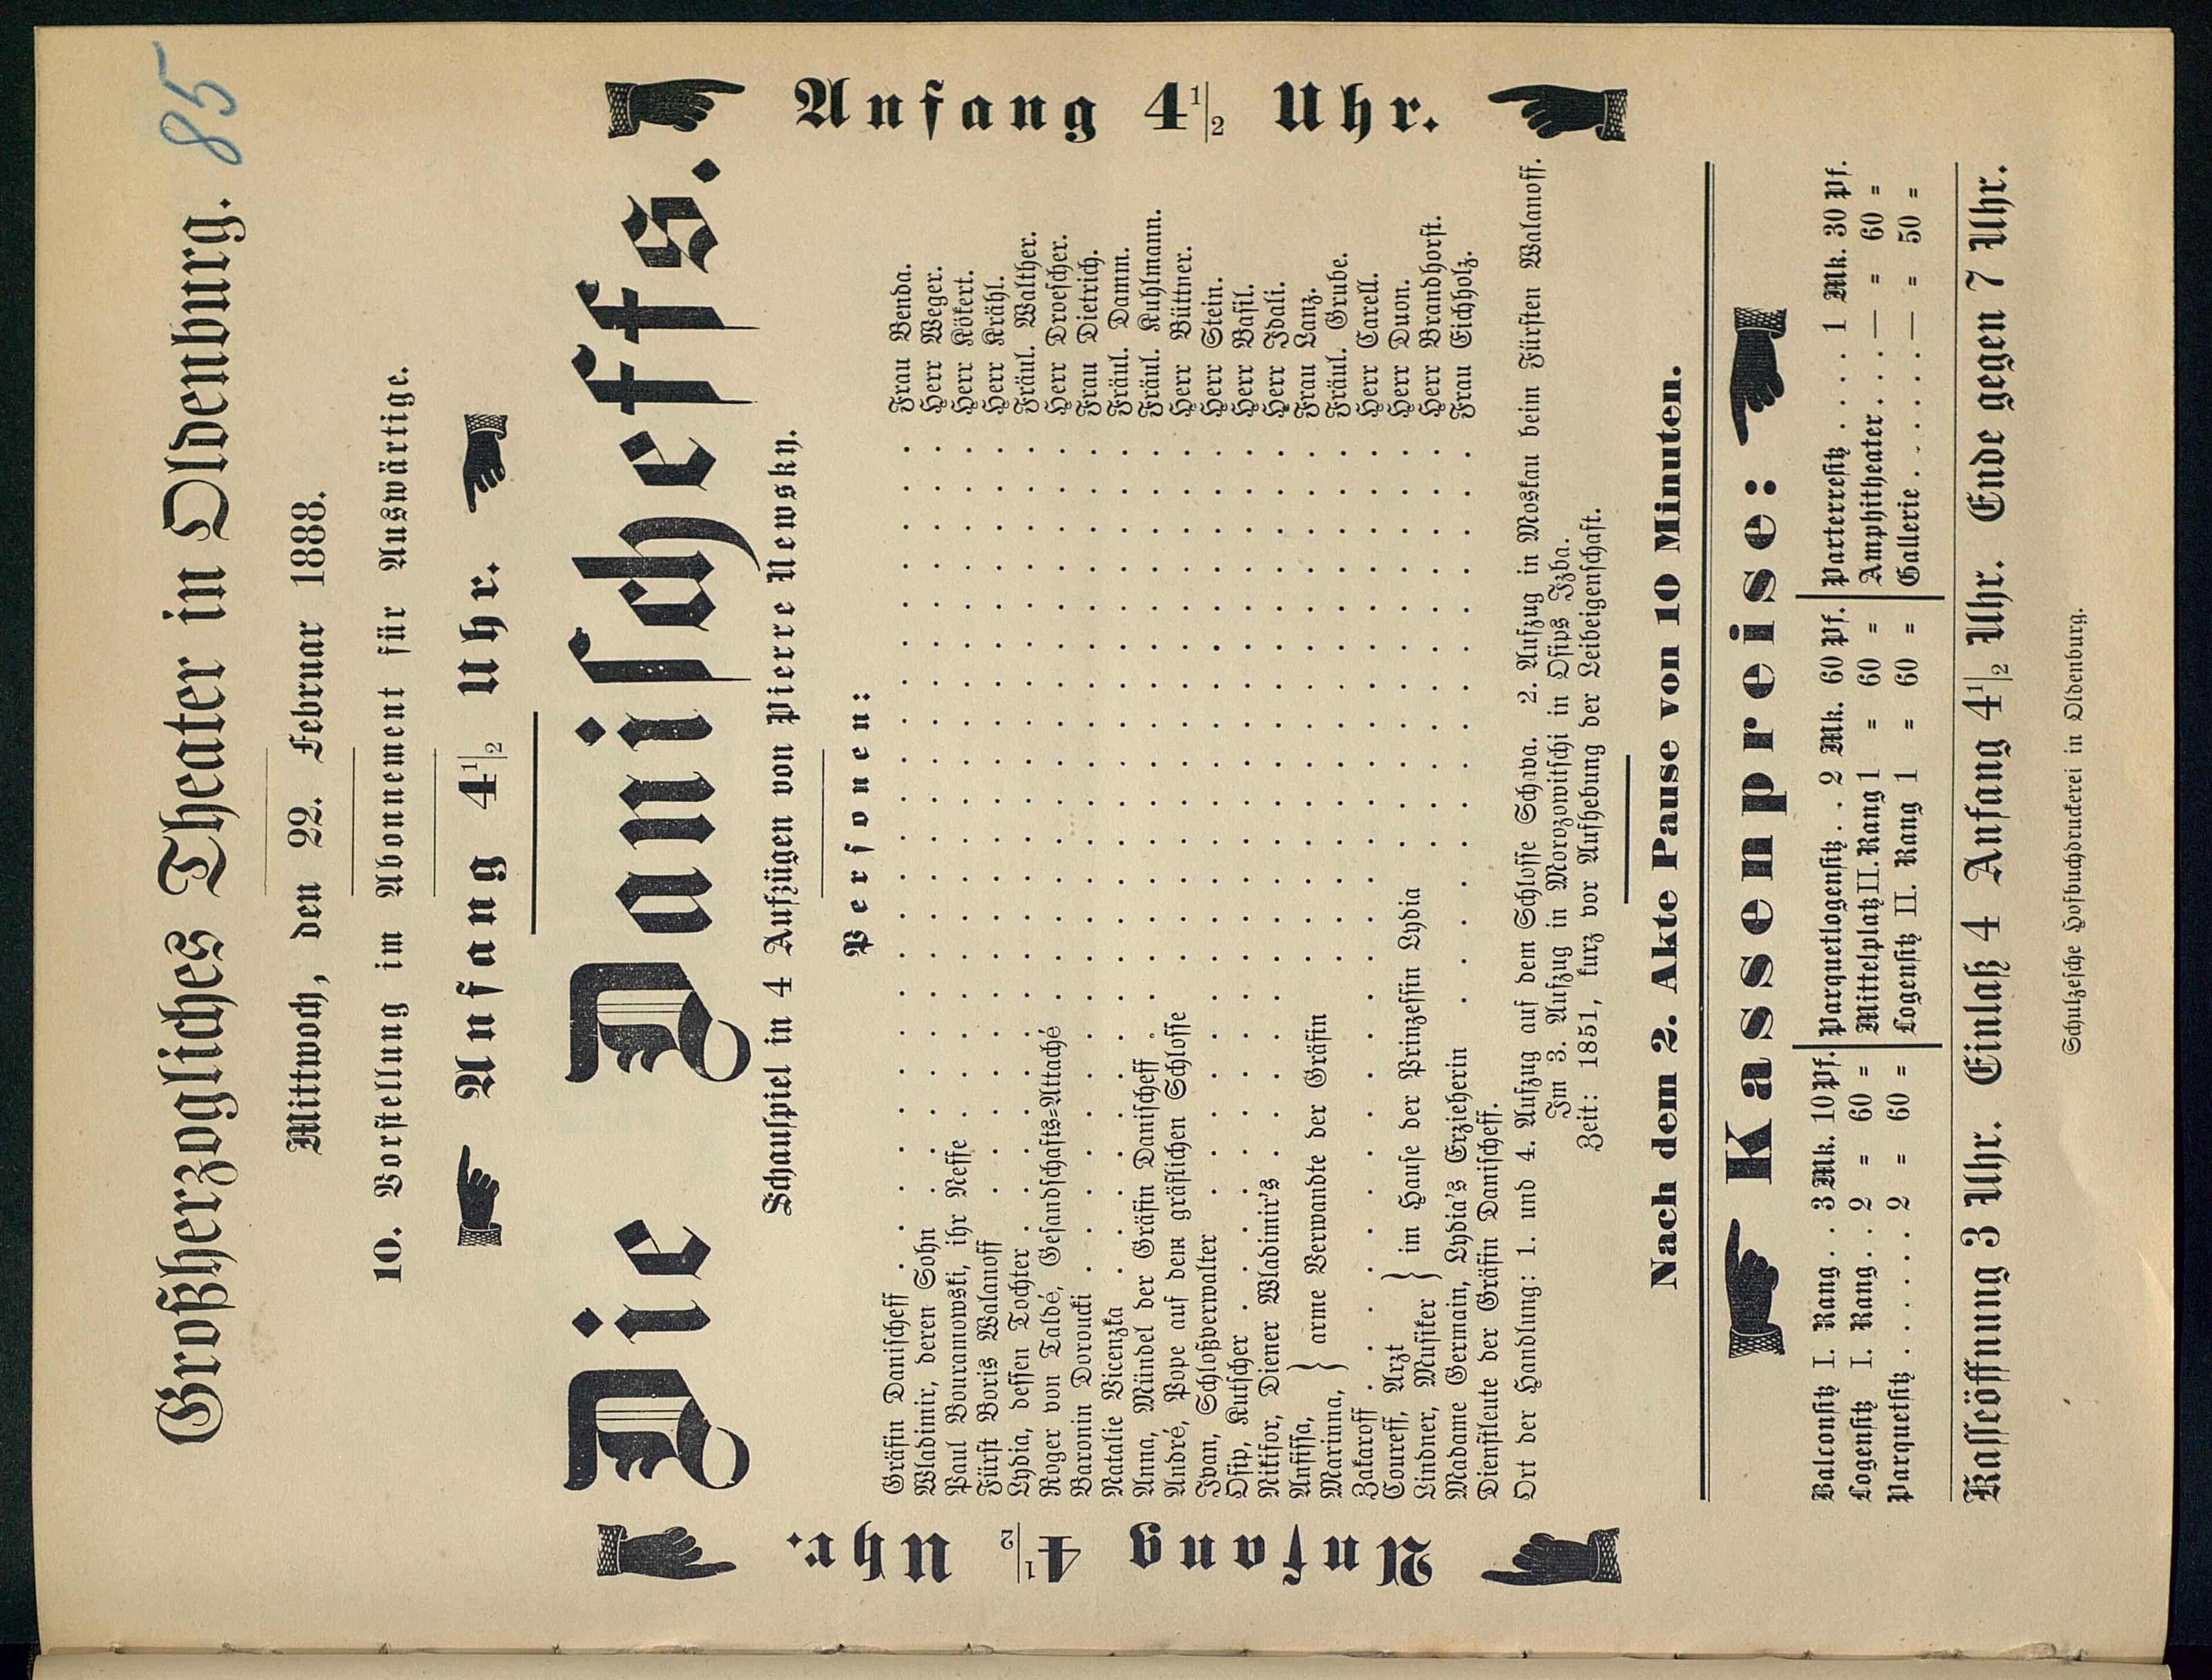 85
Großherzogliches Theater in Oldenburg.
Mittwoch, den 22. Februar 1888.
10. Vorstellung im Abonnement für Auswärtige.
Anfang 4½ Uhr.
Die Danischeffs.
Schauspiel in 4 Aufzügen von Pierre Newsky.
Personen:
Gräfin Danischeff . . . . Frau Benda.
Wladimir, deren Sohn . . . . Herr Weger.
Paul Bouramowski, ihr Neffe . . . . Herr Kökert.
Fürst Boris Walanoff . . . . Herr Krähl.
Lydia, dessen Tochter . . . . Fräul. Walther.
Roger von Taldé, Gesandschafts-Attaché . . . . Herr Droescher.
Baronin Dozoucki . . . . Frau Dietrich.
Natalie Vicenzka . . . . Fräul. Damm.
Anna, Mündel der Gräfin Danischeff . . . . Fräul. Kuhlmann.
André, Pope auf dem gräflichen Schlosse . . . . Herr Büttner.
Ivan, Schloßverwalter . . . . Herr Stein.
Osip, Kutscher . . . . Herr Basil.
Nikifor, Diener Wladimir's . . . . Herr Idali.
Anfissa, } arme Verwandte der Gräfin . . . . Frau Lanz.
Marinna, } . . . . Fräul. Grube.
Zakaroff . . . . Herr Carell.
Coureff, Arzt } im Hause der Prinzessin Lydia . . . . Herr Duon.
Lindner, Musiker } . . . . Herr Brandhorst.
Madame Germain, Lydia's Erzieherin . . . . Frau Eichholz.
Dienstleute der Gräfin Danischeff.
Ort der Handlung: 1. und 4. Aufzug auf dem Schlosse Schava. 2. Aufzug in Moskau beim Fürsten Walanoff.
Im 3. Aufzug in Morozowitschi in Osips Izba.
Zeit: 1851, kurz vor Aufhebung der Leibeigenschaft.
Anfang 4½ Uhr.
Anfang 4½ Uhr.
Nach dem 2. Akte Pause von 10 Minuten.
Kassenpreise:
Balconsitz I. Rang . . 3 Mk. 10 Pf.
Logensitz I. Rang . . 2 = 60 =
Parquetsitz . . . . . . 2 = 60 =
Parquetlogensitz . . 2 Mk. 60 Pf.
Mittelplatz II. Rang 1 = 60 =
Logensitz II. Rang 1 = 60 =
Parterresitz . . . . 1 Mk. 30 Pf.
Amphitheater . . . — = 60 =
Gallerie . . . . . . — = 50 =
Kasseöffnung 3 Uhr. Einlaß 4 Anfang 4½ Uhr. Ende gegen 7 Uhr.
Schulzesche Hofbuchdruckerei in Oldenburg.